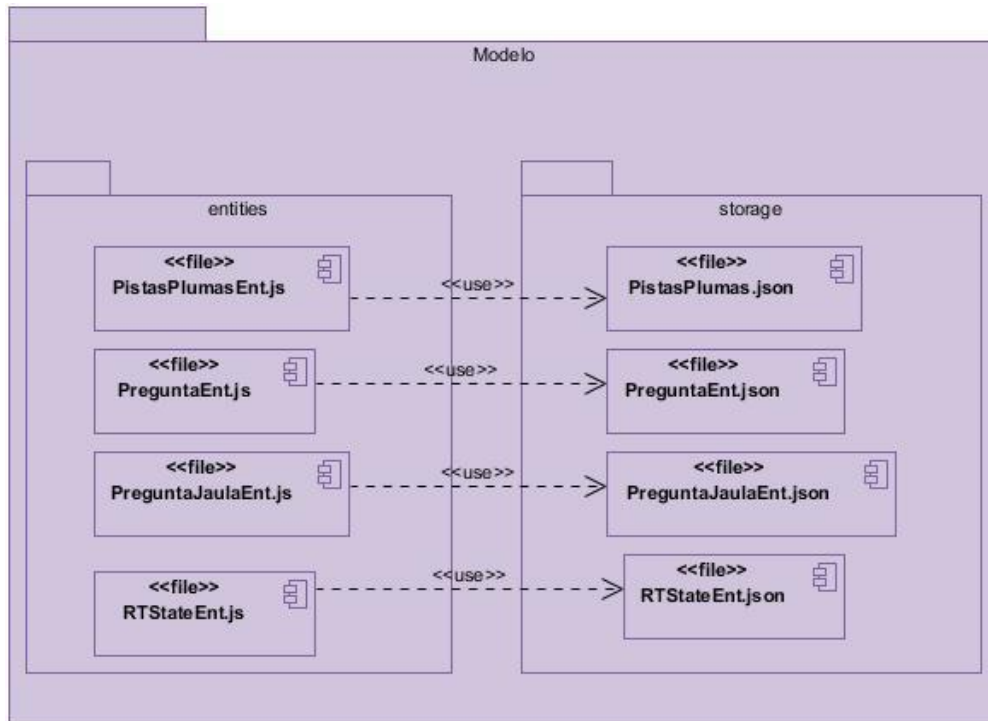 Modelo
entities
storage
<<file>>
PistasPlumasEnt.js
<<use>>
<<file>>
PistasPlumas.json
<<file>>
PreguntaEnt.js
<<use>>
<<file>>
PreguntaEnt.json
<<file>>
PreguntaJaulaEnt.js
<<use>>
<<file>>
PreguntaJaulaEnt.json
<<file>>
RTStateEnt.js
<<use>>
<<file>>
RTStateEnt.json